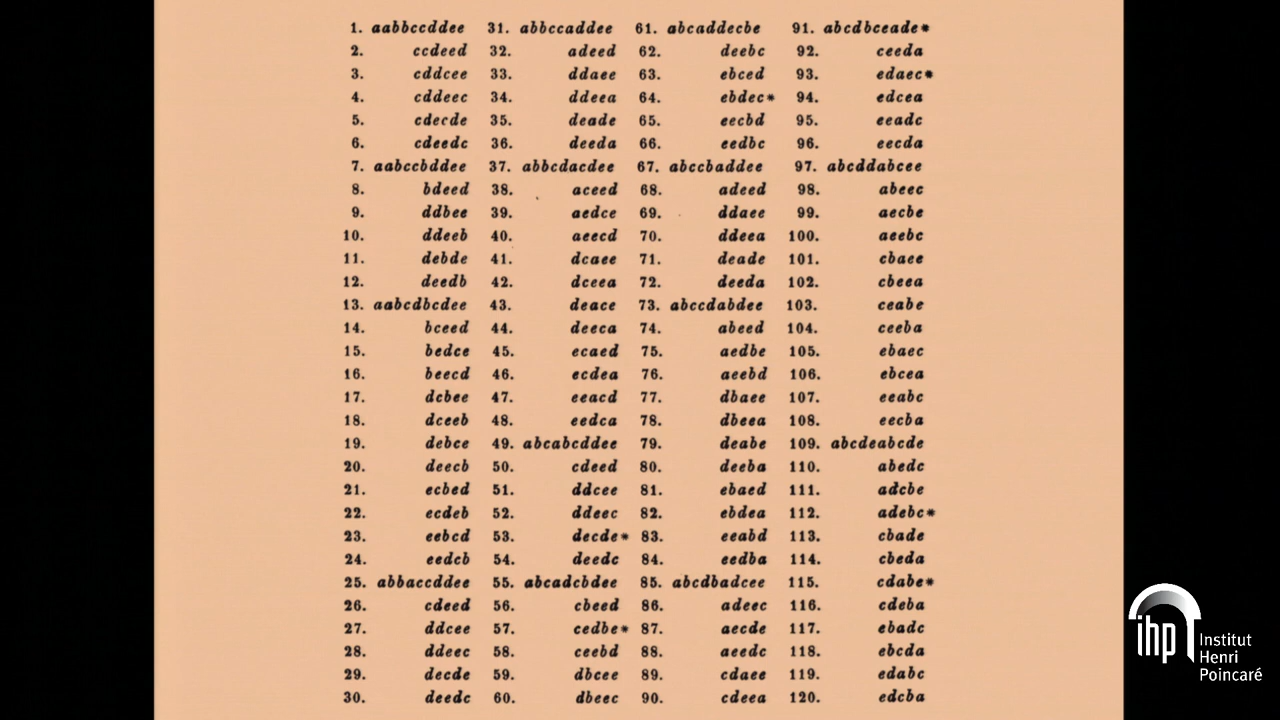 1. aabbccddee 31. abbccaddee 61. abcaddecbe 91. abcdbceade*
2. ccdeed 32. adeed 62. deebc 92. ceeda
3. cddcee 33. ddaee 63. ebced 93. edaec*
4. cddeec 34. ddeea 64. ebdec* 94. edcea
5. cdecde 35. deade 65. eecbd 95. eeadc
6. cdeedc 36. deeda 66. eedbc 96. eecda
7. aabccbddee 37. abbcdacdee 67. abccbaddee 97. abcddabcee
8. bdeed 38. aceed 68. adeed 98. abeec
9. ddbee 39. aedce 69. ddaee 99. aecbe
10. ddeeb 40. aeecd 70. ddeea 100. aeebc
11. debde 41. dcaee 71. deade 101. cbaee
12. deedb 42. dceea 72. deeda 102. cbeea
13. aabcdbcdee 43. deace 73. abccdabdee 103. ceabe
14. bceed 44. deeca 74. abeed 104. ceeba
15. bedce 45. ecaed 75. aedbe 105. ebaec
16. beecd 46. ecdea 76. aeebd 106. ebcea
17. dcbee 47. eeacd 77. dbaee 107. eeabc
18. dceeb 48. eedca 78. dbeea 108. eecba
19. debce 49. abcabcddee 79. deabe 109. abcdeabcde
20. deecb 50. cdeed 80. deeba 110. abedc
21. ecbed 51. ddcee 81. ebaed 111. adcbe
22. ecdeb 52. ddeec 82. ebdea 112. adebc*
23. eebcd 53. decde* 83. eeabd 113. cbade
24. eedcb 54. deedc 84. eedba 114. cbeda
25. abbaccddee 55. abcadcbdee 85. abcdbadcee 115. cdabe*
26. cdeed 56. cbeed 86. adeec 116. cdeba
27. ddcee 57. cedbe* 87. aecde 117. ebadc
28. ddeec 58. ceebd 88. aeedc 118. ebcda
29. decde 59. dbcee 89. cdaee 119. edabc
30. deedc 60. dbeec 90. cdeea 120. edcba
ihp Institut
Henri
Poincaré